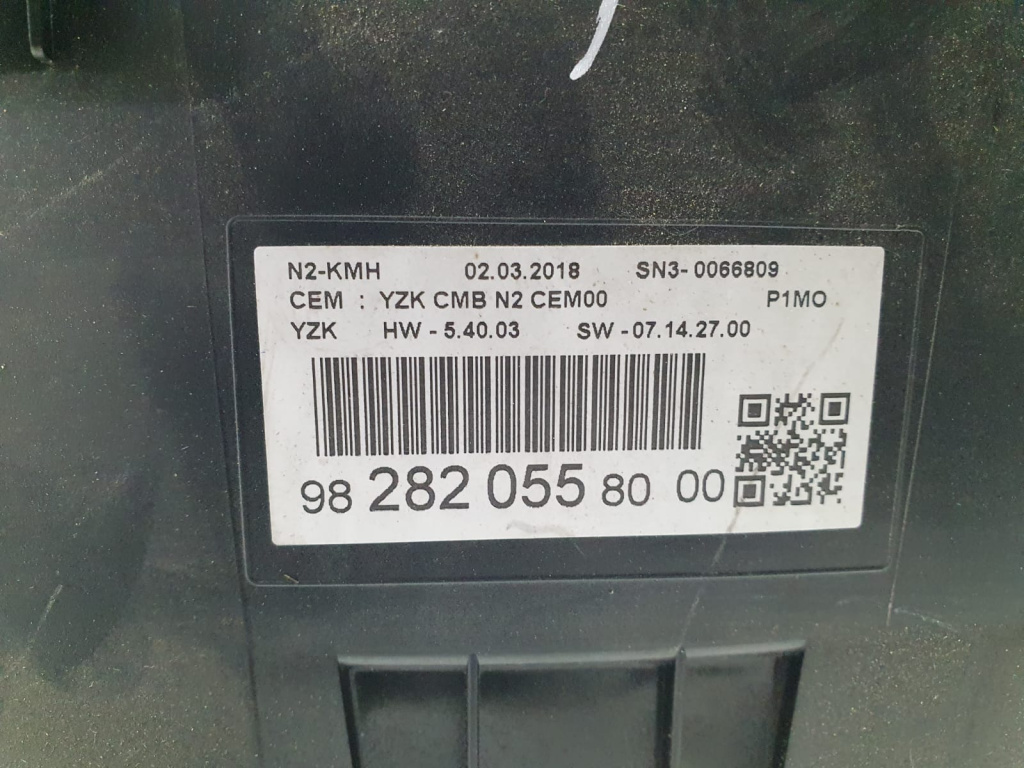 N2-KMH 02.03.2018 SN3- 0066809
CEM : YZK CMB N2 CEM00 P1MO
YZK HW - 5.40.03 SW - 07.14.27.00
98 282 055 80 00